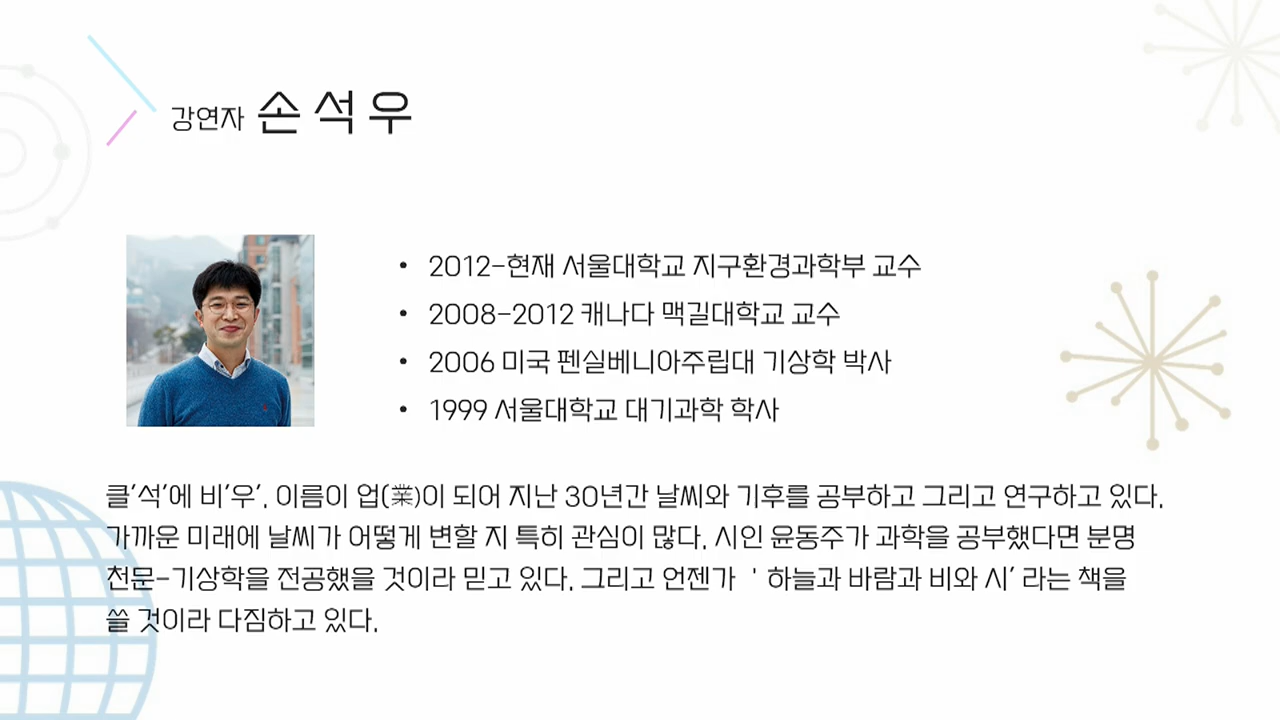 강연자 손석우
• 2012-현재 서울대학교 지구환경과학부 교수
• 2008-2012 캐나다 맥길대학교 교수
• 2006 미국 펜실베니아주립대 기상학 박사
• 1999 서울대학교 대기과학 학사
클'석'에 비'우'. 이름이 업(業)이 되어 지난 30년간 날씨와 기후를 공부하고 그리고 연구하고 있다.
가까운 미래에 날씨가 어떻게 변할 지 특히 관심이 많다. 시인 윤동주가 과학을 공부했다면 분명
천문-기상학을 전공했을 것이라 믿고 있다. 그리고 언젠가 ' 하늘과 바람과 비와 시' 라는 책을
쓸 것이라 다짐하고 있다.